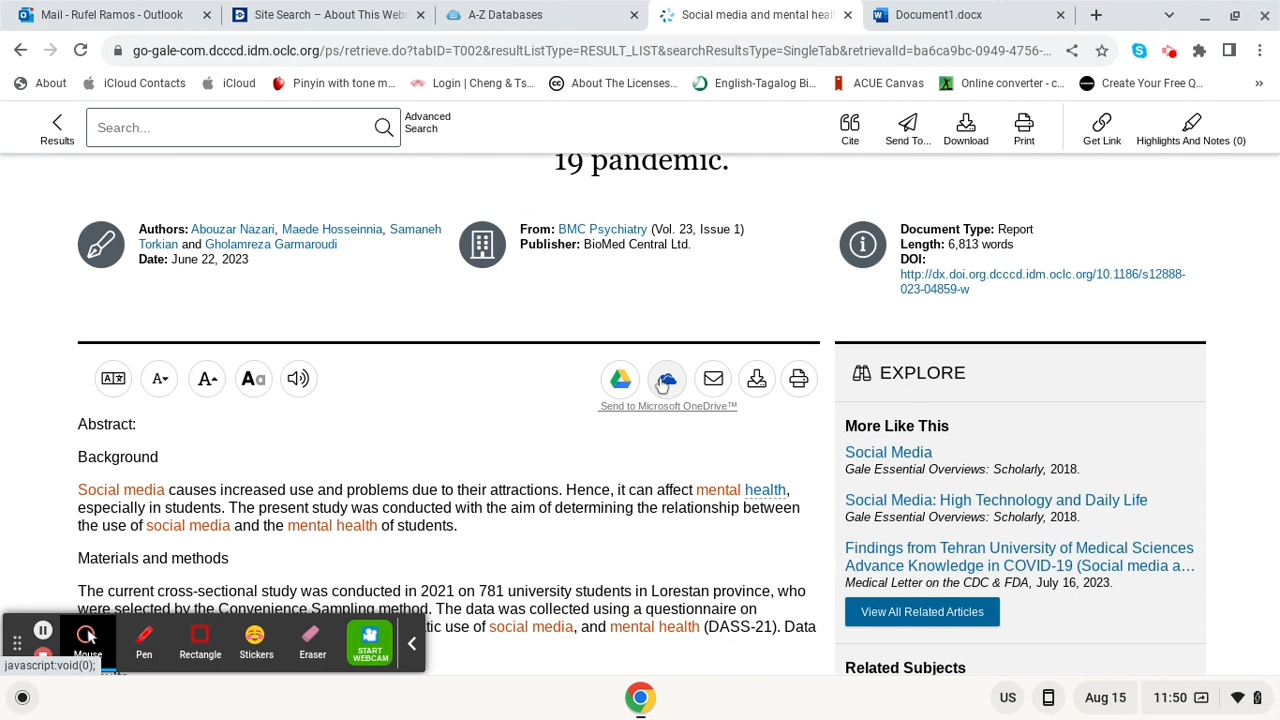 Mail - Rufel Ramos - Outlook
Site Search – About This Webs
A-Z Databases
Social media and mental heal
Document1.docx
go-gale-com.dcccd.idm.oclc.org/ps/retrieve.do?tabID=T002&resultListType=RESULT_LIST&searchResultsType=SingleTab&retrievalId=ba6ca9bc-0949-4756-...
About
iCloud Contacts
iCloud
Pinyin with tone m...
Login | Cheng & Ts...
About The Licenses...
English-Tagalog Bi...
ACUE Canvas
Online converter - c...
Create Your Free Q...
»
Results
Search...
Advanced
Search
Cite
Send To...
Download
Print
Get Link
Highlights And Notes (0)
19 pandemic.
Authors: Abouzar Nazari, Maede Hosseinnia, Samaneh
Torkian and Gholamreza Garmaroudi
Date: June 22, 2023
From: BMC Psychiatry (Vol. 23, Issue 1)
Publisher: BioMed Central Ltd.
Document Type: Report
Length: 6,813 words
DOI:
http://dx.doi.org.dcccd.idm.oclc.org/10.1186/s12888-
023-04859-w
Send to Microsoft OneDrive™
Abstract:
Background
Social media causes increased use and problems due to their attractions. Hence, it can affect mental health,
especially in students. The present study was conducted with the aim of determining the relationship between
the use of social media and the mental health of students.
Materials and methods
The current cross-sectional study was conducted in 2021 on 781 university students in Lorestan province, who
were selected by the Convenience Sampling method. The data was collected using a questionnaire on
tic use of social media, and mental health (DASS-21). Data
EXPLORE
More Like This
Social Media
Gale Essential Overviews: Scholarly, 2018.
Social Media: High Technology and Daily Life
Gale Essential Overviews: Scholarly, 2018.
Findings from Tehran University of Medical Sciences
Advance Knowledge in COVID-19 (Social media a...
Medical Letter on the CDC & FDA, July 16, 2023.
View All Related Articles
Related Subjects
Mouse
Pen
Rectangle
Stickers
Eraser
START
WEBCAM
javascript:void(0);
US
Aug 15
11:50